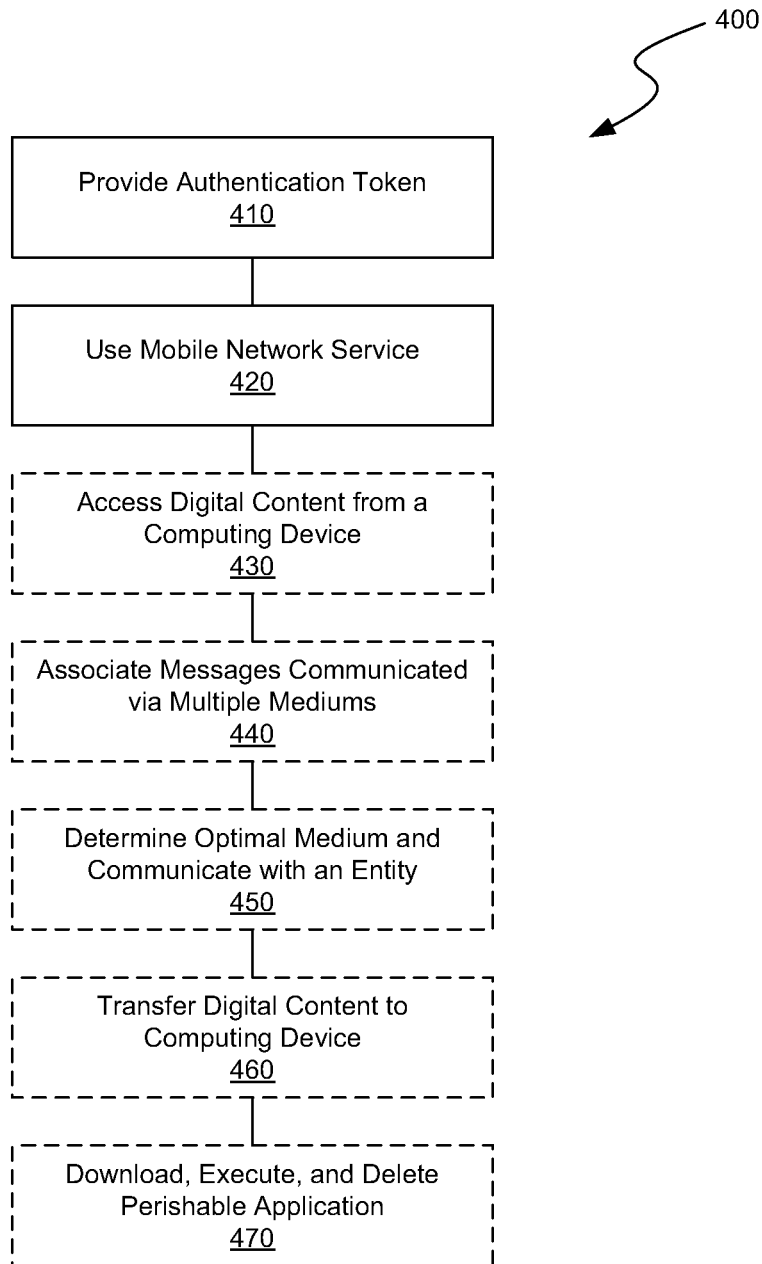 400
Provide Authentication Token
410
Use Mobile Network Service
420
Access Digital Content from a
Computing Device
430
Associate Messages Communicated
via Multiple Mediums
440
Determine Optimal Medium and
Communicate with an Entity
450
Transfer Digital Content to
Computing Device
460
Download, Execute, and Delete
Perishable Application
470